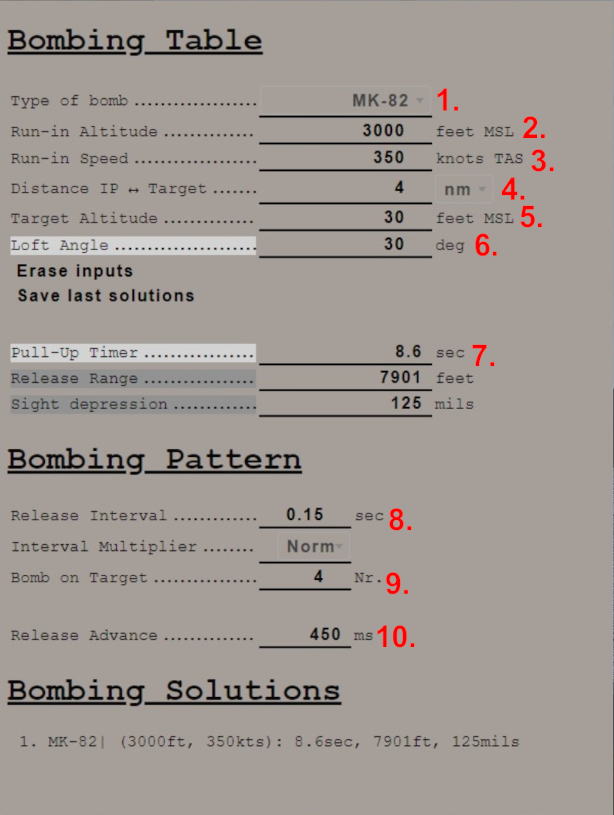 Bombing Table
Type of bomb ................... MK-82 1.
Run-in Altitude .............. 3000 feet MSL 2.
Run-in Speed ................... 350 knots TAS 3.
Distance IP ↔ Target ....... 4 nm 4.
Target Altitude .............. 30 feet MSL 5.
Loft Angle ...................... 30 deg 6.
Erase inputs
Save last solutions
Pull-Up Timer ................. 8.6 sec 7.
Release Range ................. 7901 feet
Sight depression ............. 125 mils
Bombing Pattern
Release Interval ............. 0.15 sec 8.
Interval Multiplier ........ Norm
Bomb on Target ................ 4 Nr. 9.
Release Advance .............. 450 ms 10.
Bombing Solutions
1. MK-82| (3000ft, 350kts): 8.6sec, 7901ft, 125mils